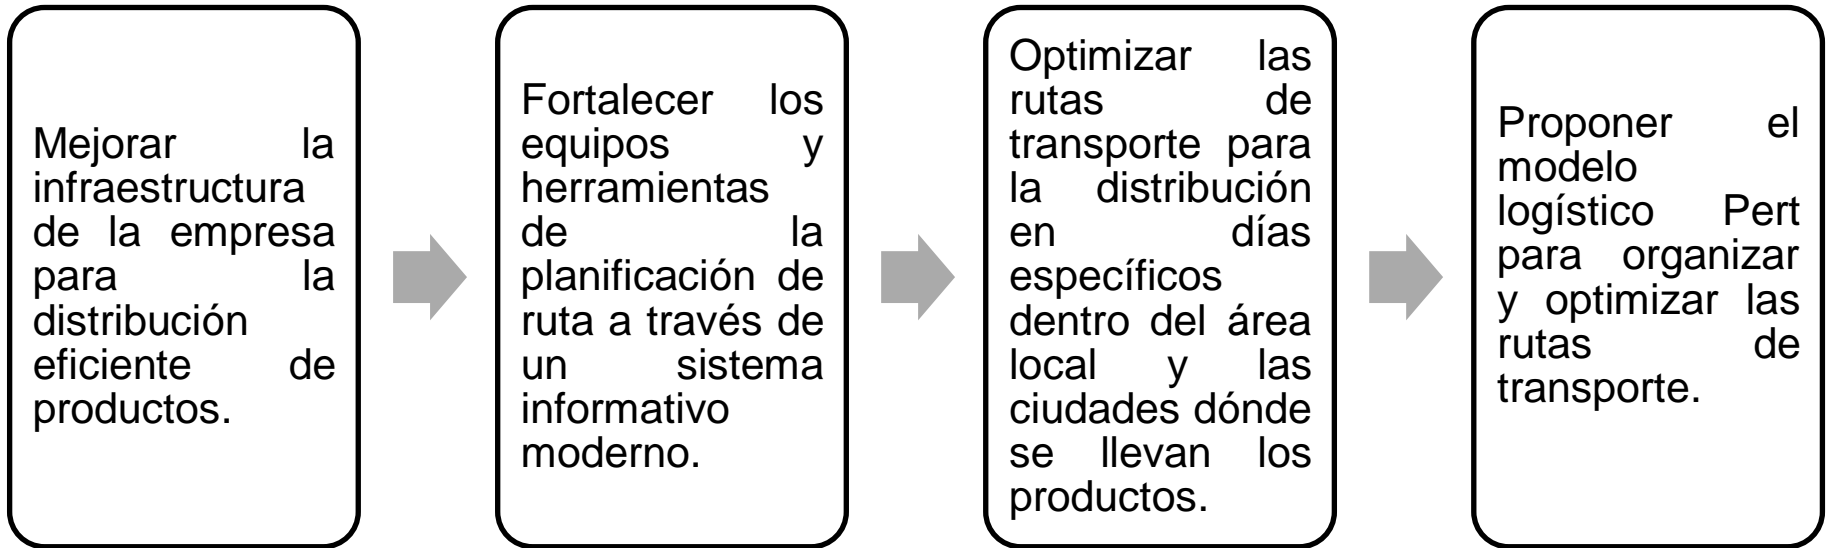 Mejorar la
infraestructura
de la empresa
para la
distribución
eficiente de
productos.
Fortalecer los
equipos y
herramientas
de la
planificación de
ruta a través de
un sistema
informativo
moderno.
Optimizar las
rutas de
transporte para
la distribución
en días
específicos
dentro del área
local y las
ciudades dónde
se llevan los
productos.
Proponer el
modelo
logístico Pert
para organizar
y optimizar las
rutas de
transporte.